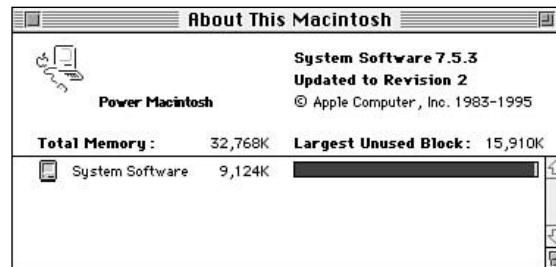 About This Macintosh
System Software 7.5.3
Updated to Revision 2
Power Macintosh
© Apple Computer, Inc. 1983-1995
Total Memory: 32,768K Largest Unused Block: 15,910K
System Software 9,124K